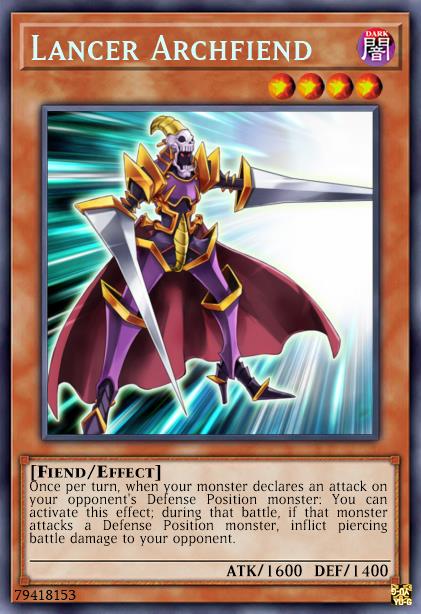 Lancer Archfiend
DARK
闇
[Fiend/Effect]
Once per turn, when your monster declares an attack on
your opponent's Defense Position monster: You can
activate this effect; during that battle, if that monster
attacks a Defense Position monster, inflict piercing
battle damage to your opponent.
ATK/1600 DEF/1400
79418153